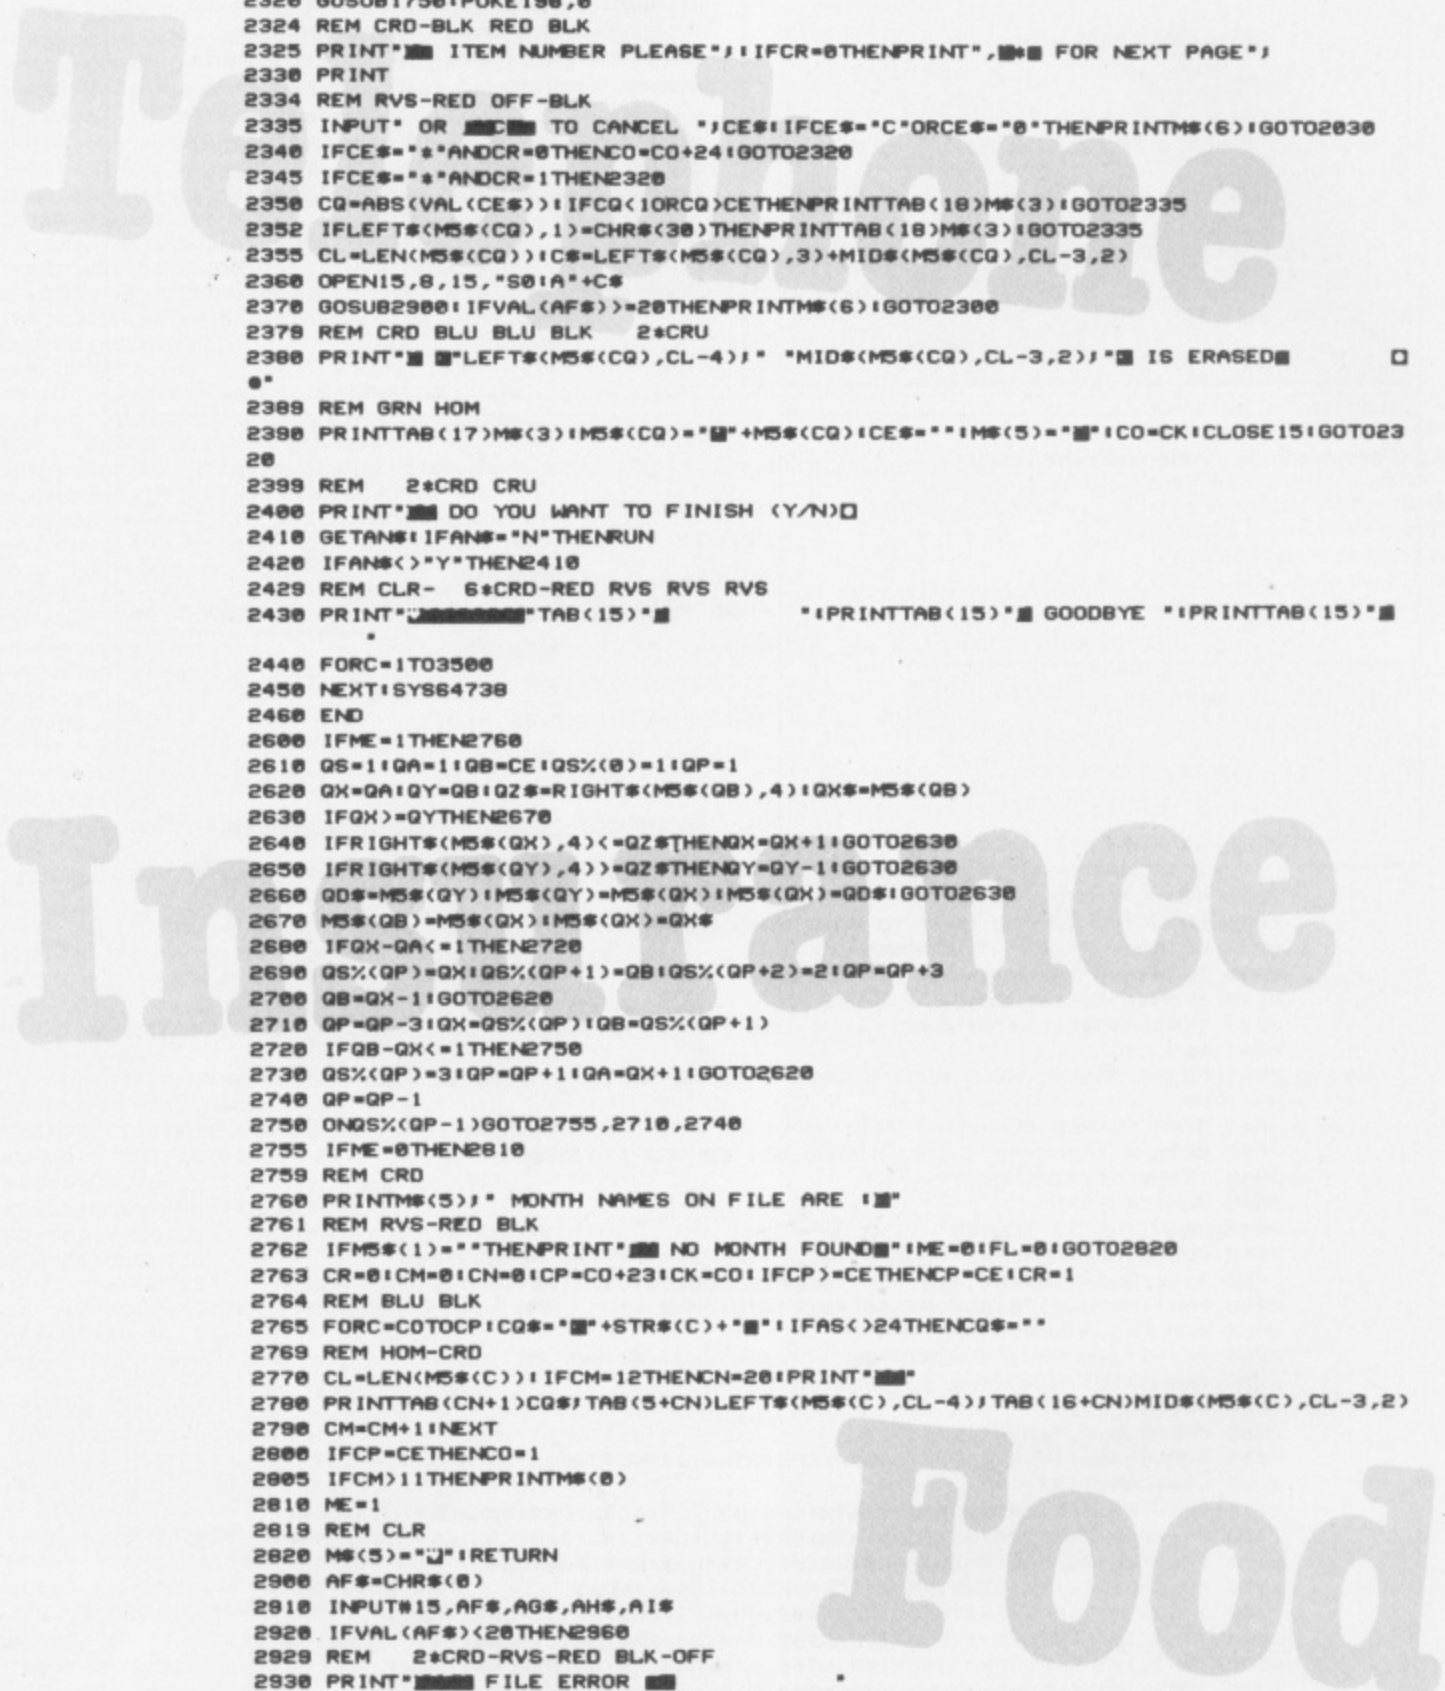 2320 GOSUB1750:POKE198,0
2324 REM CRD-BLK RED BLK
2325 PRINT" ITEM NUMBER PLEASE";:IFCR=0THENPRINT",* FOR NEXT PAGE";
2330 PRINT
2334 REM RVS-RED OFF-BLK
2335 INPUT" OR C TO CANCEL ";CE$:IFCE$="C"ORCE$="0"THENPRINTM$(6):GOTO2030
2340 IFCE$="*"ANDCR=0THENCO=CO+24:GOTO2320
2345 IFCE$="*"ANDCR=1THEN2320
2350 CQ=ABS(VAL(CE$)):IFCQ<1ORCQ>CETHENPRINTTAB(18)M$(3):GOTO2335
2352 IFLEFT$(M5$(CQ),1)=CHR$(30)THENPRINTTAB(18)M$(3):GOTO2335
2355 CL=LEN(M5$(CQ)):C$=LEFT$(M5$(CQ),3)+MID$(M5$(CQ),CL-3,2)
2360 OPEN15,8,15,"S0:A"+C$
2370 GOSUB2900:IFVAL(AF$)>=20THENPRINTM$(6):GOTO2300
2379 REM CRD BLU BLU BLK   2*CRU
2380 PRINT" "LEFT$(M5$(CQ),CL-4);" "MID$(M5$(CQ),CL-3,2);" IS ERASED
"
2389 REM GRN HOM
2390 PRINTTAB(17)M$(3):M5$(CQ)=""+M5$(CQ):CE$="":M$(5)="":CO=CK:CLOSE15:GOTO23
20
2399 REM   2*CRD CRU
2400 PRINT" DO YOU WANT TO FINISH (Y/N)
2410 GETAN$:IFAN$="N"THENRUN
2420 IFAN$<>"Y"THEN2410
2429 REM CLR-  6*CRD-RED RVS RVS RVS
2430 PRINT""TAB(15)"         ":PRINTTAB(15)" GOODBYE ":PRINTTAB(15)"
"
2440 FORC=1TO3500
2450 NEXT:SYS64738
2460 END
2600 IFME=1THEN2760
2610 QS=1:QA=1:QB=CE:QS%(0)=1:QP=1
2620 QX=QA:QY=QB:QZ$=RIGHT$(M5$(QB),4):QX$=M5$(QB)
2630 IFQX>=QYTHEN2670
2640 IFRIGHT$(M5$(QX),4)<=QZ$THENQX=QX+1:GOTO2630
2650 IFRIGHT$(M5$(QY),4)>=QZ$THENQY=QY-1:GOTO2630
2660 QD$=M5$(QY):M5$(QY)=M5$(QX):M5$(QX)=QD$:GOTO2630
2670 M5$(QB)=M5$(QX):M5$(QX)=QX$
2680 IFQX-QA<=1THEN2720
2690 QS%(QP)=QX:QS%(QP+1)=QB:QS%(QP+2)=2:QP=QP+3
2700 QB=QX-1:GOTO2620
2710 QP=QP-3:QX=QS%(QP):QB=QS%(QP+1)
2720 IFQB-QX<=1THEN2750
2730 QS%(QP)=3:QP=QP+1:QA=QX+1:GOTO2620
2740 QP=QP-1
2750 ONQS%(QP-1)GOTO2755,2710,2740
2755 IFME=0THEN2810
2759 REM CRD
2760 PRINTM$(5);" MONTH NAMES ON FILE ARE :"
2761 REM RVS-RED BLK
2762 IFM5$(1)=""THENPRINT" NO MONTH FOUND":ME=0:FL=0:GOTO2820
2763 CR=0:CM=0:CN=0:CP=CO+23:CK=CO:IFCP>=CETHENCP=CE:CR=1
2764 REM BLU BLK
2765 FORC=COTOCP:CQ$=""+STR$(C)+"":IFAS<>24THENCQ$=""
2769 REM HOM-CRD
2770 CL=LEN(M5$(C)):IFCM=12THENCN=20:PRINT""
2780 PRINTTAB(CN+1)CQ$;TAB(5+CN)LEFT$(M5$(C),CL-4);TAB(16+CN)MID$(M5$(C),CL-3,2)
2790 CM=CM+1:NEXT
2800 IFCP=CETHENCO=1
2805 IFCM>11THENPRINTM$(0)
2810 ME=1
2819 REM CLR
2820 M$(5)="":RETURN
2900 AF$=CHR$(0)
2910 INPUT#15,AF$,AG$,AH$,AI$
2920 IFVAL(AF$)<20THEN2960
2929 REM   2*CRD-RVS-RED BLK-OFF
2930 PRINT" FILE ERROR "
Telephone
Insurance
Food